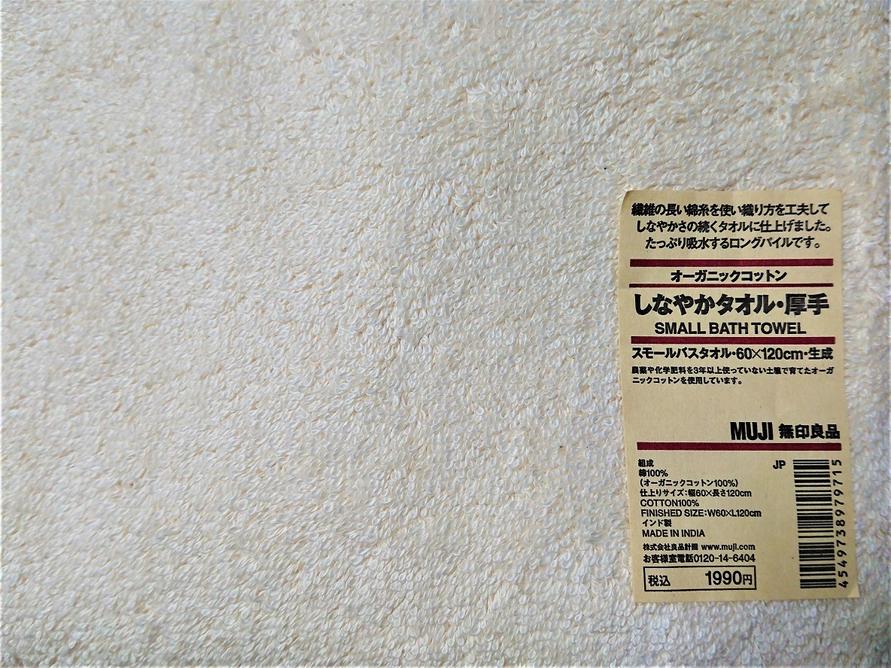 繊維の長い綿糸を使い織り方を工夫して
しなやかさの続くタオルに仕上げました。
たっぷり吸水するロングパイルです。
オーガニックコットン
しなやかタオル・厚手
SMALL BATH TOWEL
スモールバスタオル・60×120cm・生成
農薬や化学肥料を3年以上使っていない土壌で育てたオーガ
ニックコットンを使用しています。
MUJI 無印良品
組成
綿100%
(オーガニックコットン100%)
仕上りサイズ:幅60×長さ120cm
COTTON100%
FINISHED SIZE:W60×L120cm
インド製
MADE IN INDIA
株式会社良品計画 www.muji.com
お客様室電話0120-14-6404
税込 1990円
JP
4549738979715